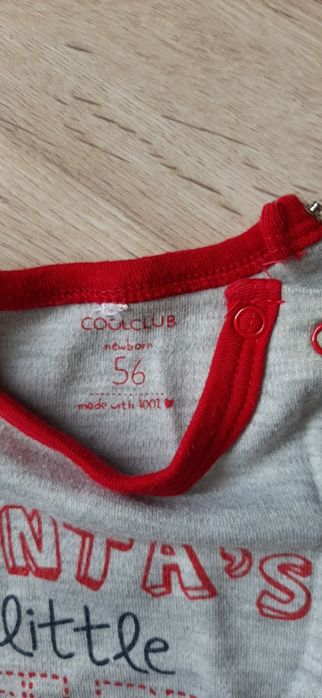 COOLCLUB
newborn
56
made with 100% ♥
NTA'S
little